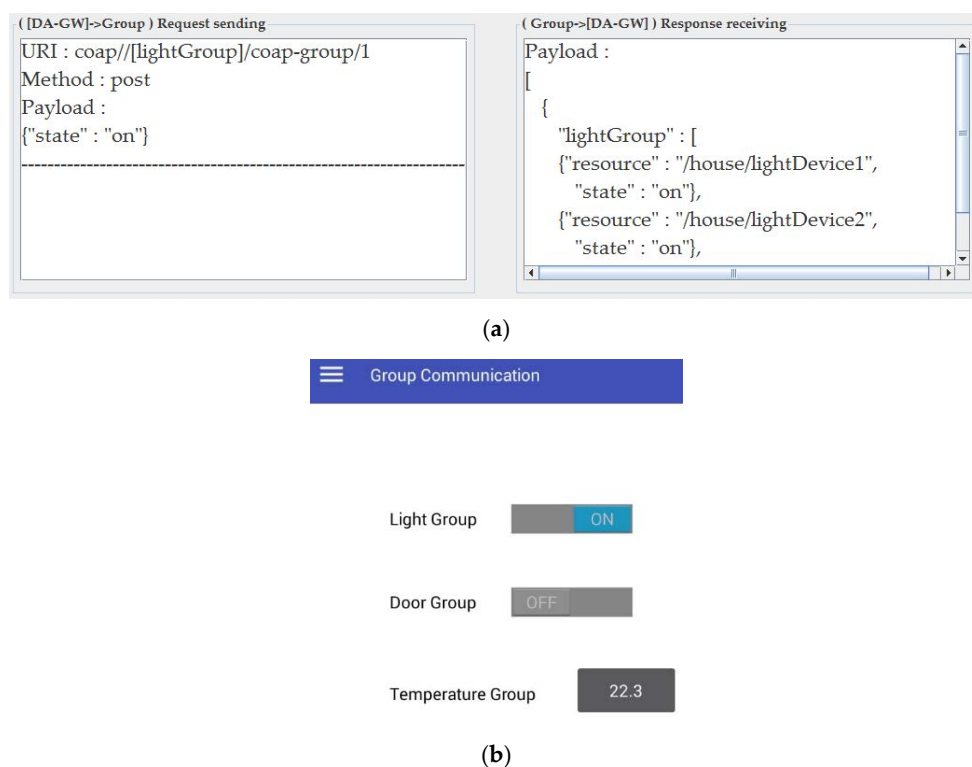 ( [DA-GW]->Group ) Request sending
URI : coap//[lightGroup]/coap-group/1
Method : post
Payload :
{"state" : "on"}
( Group->[DA-GW] ) Response receiving
Payload :
[
{
"lightGroup" : [
{"resource" : "/house/lightDevice1",
"state" : "on"},
{"resource" : "/house/lightDevice2",
"state" : "on"},
(a)
Group Communication
Light Group ON
Door Group OFF
Temperature Group 22.3
(b)